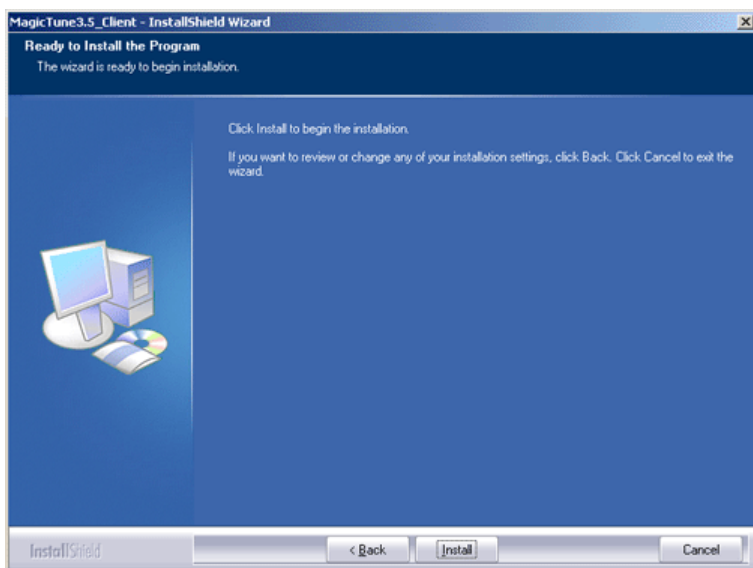 MagicTune3.5_Client - InstallShield Wizard
Ready to Install the Program
The wizard is ready to begin installation.
Click Install to begin the installation.
If you want to review or change any of your installation settings, click Back. Click Cancel to exit the
wizard.
InstallShield
< Back
Install
Cancel